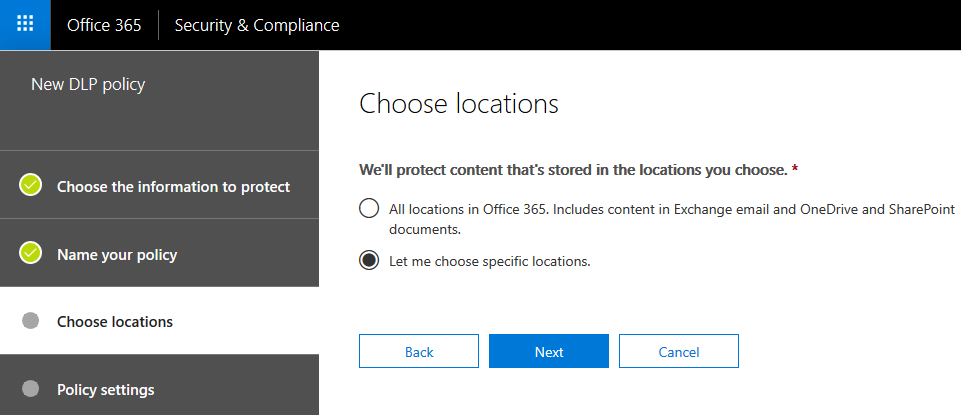 Office 365
Security & Compliance
New DLP policy
Choose the information to protect
Name your policy
Choose locations
Policy settings
Choose locations
We'll protect content that's stored in the locations you choose. *
All locations in Office 365. Includes content in Exchange email and OneDrive and SharePoint
documents.
Let me choose specific locations.
Back
Next
Cancel